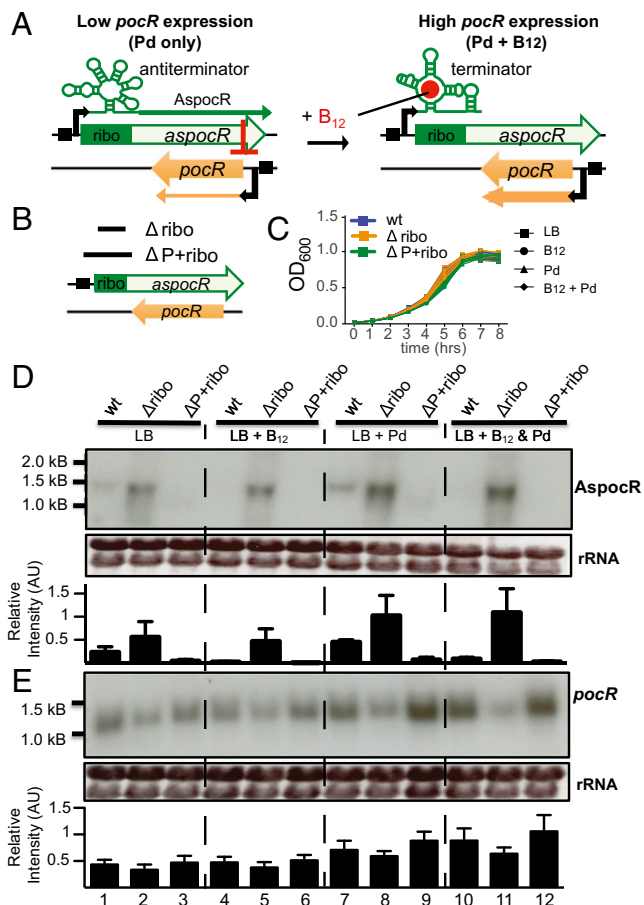 A
Low pocR expression
(Pd only)
High pocR expression
(Pd + B12)
antiterminator
terminator
AspocR
+ B12
ribo
aspocR
pocR
ribo
aspocR
pocR
B
Δ ribo
Δ P+ribo
ribo
aspocR
pocR
C
OD600
1.0
0.5
0.0
0 1 2 3 4 5 6 7 8
time (hrs)
wt
Δ ribo
Δ P+ribo
LB
B12
Pd
B12 + Pd
D
wt Δribo ΔP+ribo wt Δribo ΔP+ribo wt Δribo ΔP+ribo wt Δribo ΔP+ribo
LB LB + B12 LB + Pd LB + B12 & Pd
2.0 kB
1.5 kB
1.0 kB
AspocR
rRNA
Relative
Intensity (AU)
1.5
1
0.5
E
1.5 kB
1.0 kB
pocR
rRNA
Relative
Intensity (AU)
1.5
1
0.5
1 2 3 4 5 6 7 8 9 10 11 12